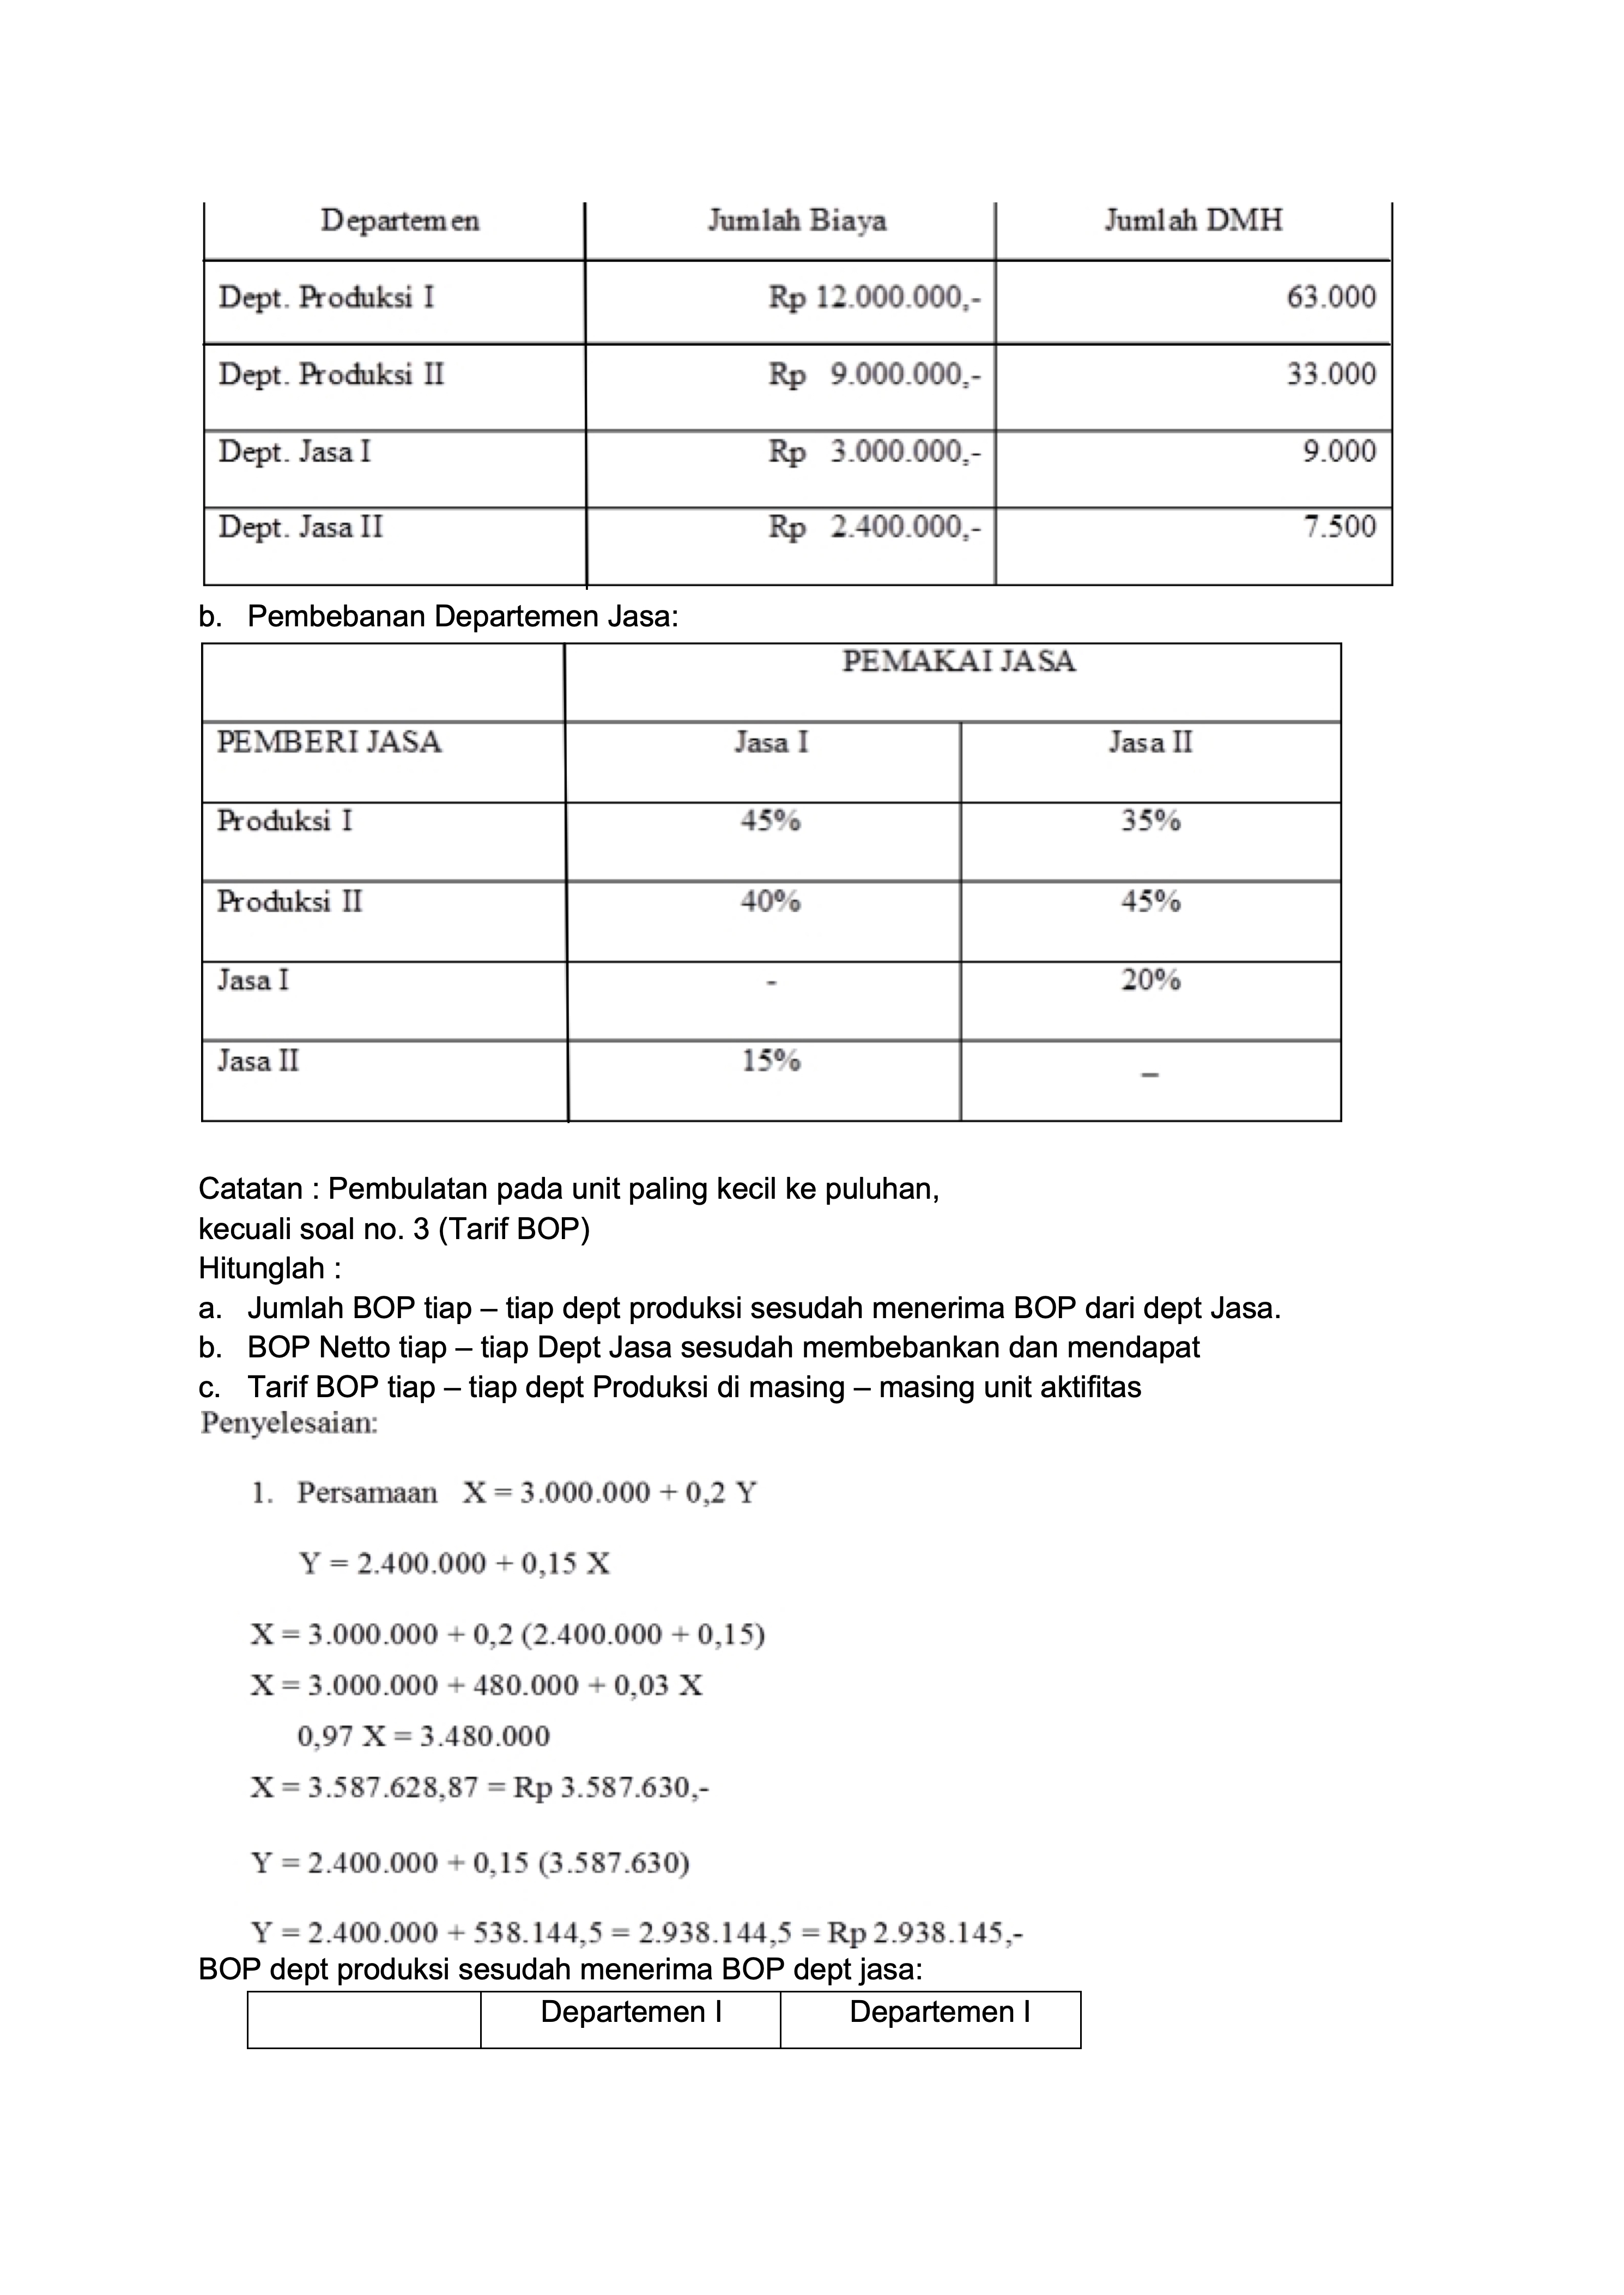 Departemen Jumlah Biaya Jumlah DMH
Dept. Produksi I Rp 12.000.000,- 63.000
Dept. Produksi II Rp 9.000.000,- 33.000
Dept. Jasa I Rp 3.000.000,- 9.000
Dept. Jasa II Rp 2.400.000,- 7.500
b. Pembebanan Departemen Jasa:
PEMAKAI JASA
PEMBERI JASA Jasa I Jasa II
Produksi I 45% 35%
Produksi II 40% 45%
Jasa I - 20%
Jasa II 15% –
Catatan : Pembulatan pada unit paling kecil ke puluhan,
kecuali soal no. 3 (Tarif BOP)
Hitunglah :
a. Jumlah BOP tiap – tiap dept produksi sesudah menerima BOP dari dept Jasa.
b. BOP Netto tiap – tiap Dept Jasa sesudah membebankan dan mendapat
c. Tarif BOP tiap – tiap dept Produksi di masing – masing unit aktifitas
Penyelesaian:
1. Persamaan X = 3.000.000 + 0,2 Y
Y = 2.400.000 + 0,15 X
X = 3.000.000 + 0,2 (2.400.000 + 0,15)
X = 3.000.000 + 480.000 + 0,03 X
0,97 X = 3.480.000
X = 3.587.628,87 = Rp 3.587.630,-
Y = 2.400.000 + 0,15 (3.587.630)
Y = 2.400.000 + 538.144,5 = 2.938.144,5 = Rp 2.938.145,-
BOP dept produksi sesudah menerima BOP dept jasa:
Departemen I Departemen I